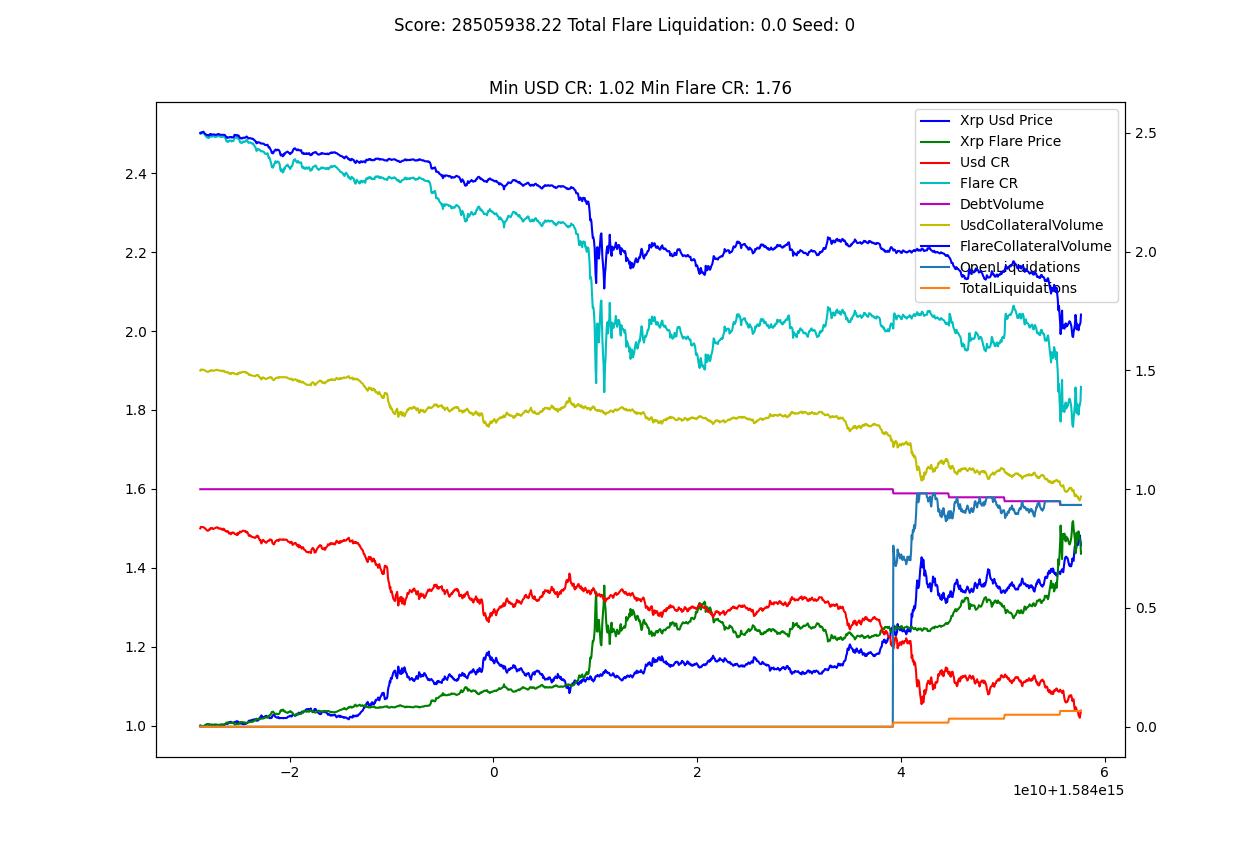 Score: 28505938.22 Total Flare Liquidation: 0.0 Seed: 0
Min USD CR: 1.02 Min Flare CR: 1.76
Xrp Usd Price
Xrp Flare Price
Usd CR
Flare CR
DebtVolume
UsdCollateralVolume
FlareCollateralVolume
OpenLiquidations
TotalLiquidations
2.4
2.2
2.0
1.8
1.6
1.4
1.2
1.0
2.5
2.0
1.5
1.0
0.5
0.0
−2 0 2 4 6
1e10+1.584e15